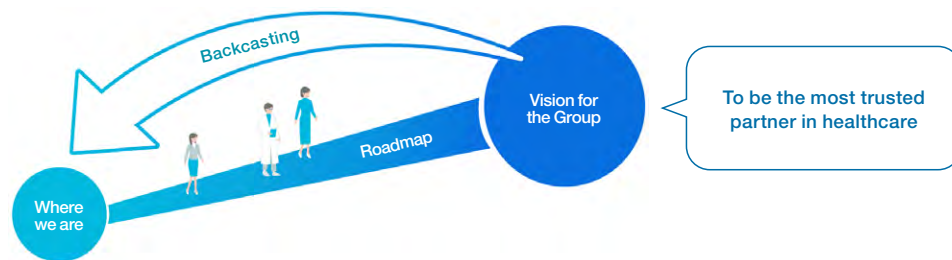 Backcasting
Vision for
the Group
To be the most trusted
partner in healthcare
Roadmap
Where
we are